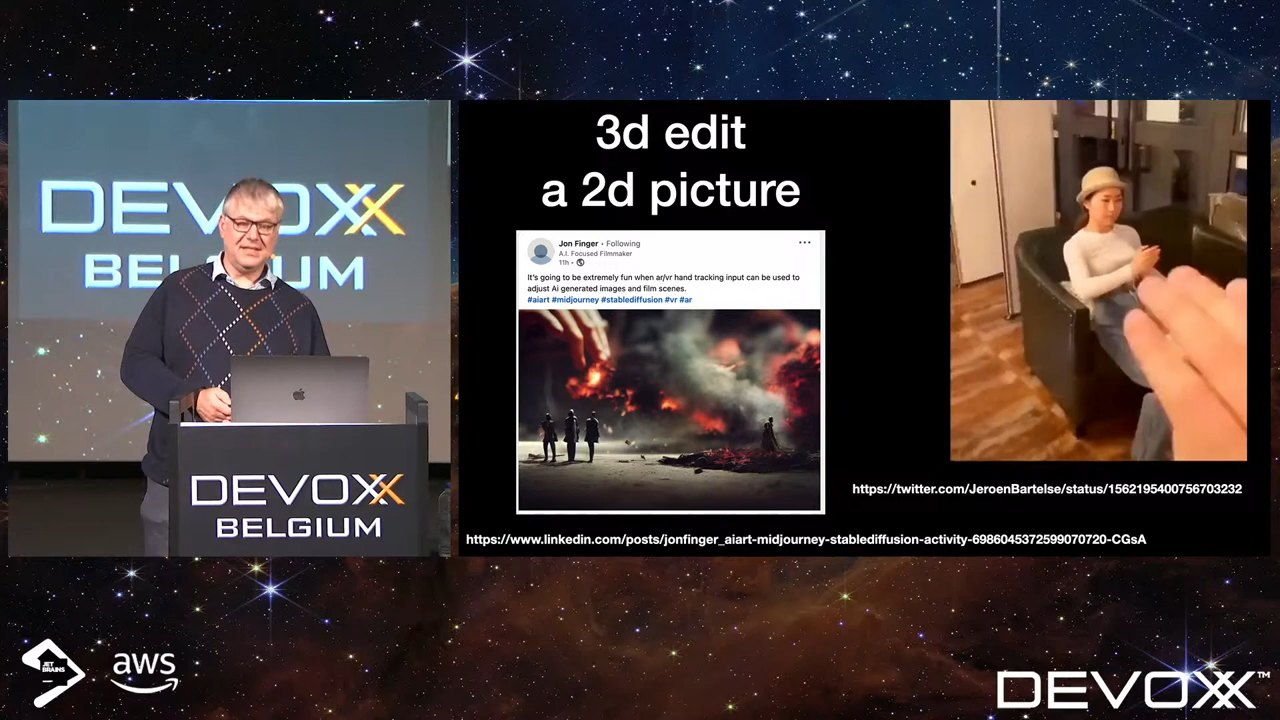 DEVOXX
BELGIUM
DEVOXX
BELGIUM
3d edit
a 2d picture
Jon Finger • Following
A.I. Focused Filmmaker
11h •
It's going to be extremely fun when ar/vr hand tracking input can be used to
adjust Ai generated images and film scenes.
#aiart #midjourney #stablediffusion #vr #ar
https://twitter.com/JeroenBartelse/status/1562195400756703232
https://www.linkedin.com/posts/jonfinger_aiart-midjourney-stablediffusion-activity-6986045372599070720-CGsA
JET
BRAINS
aws
DEVOXX™